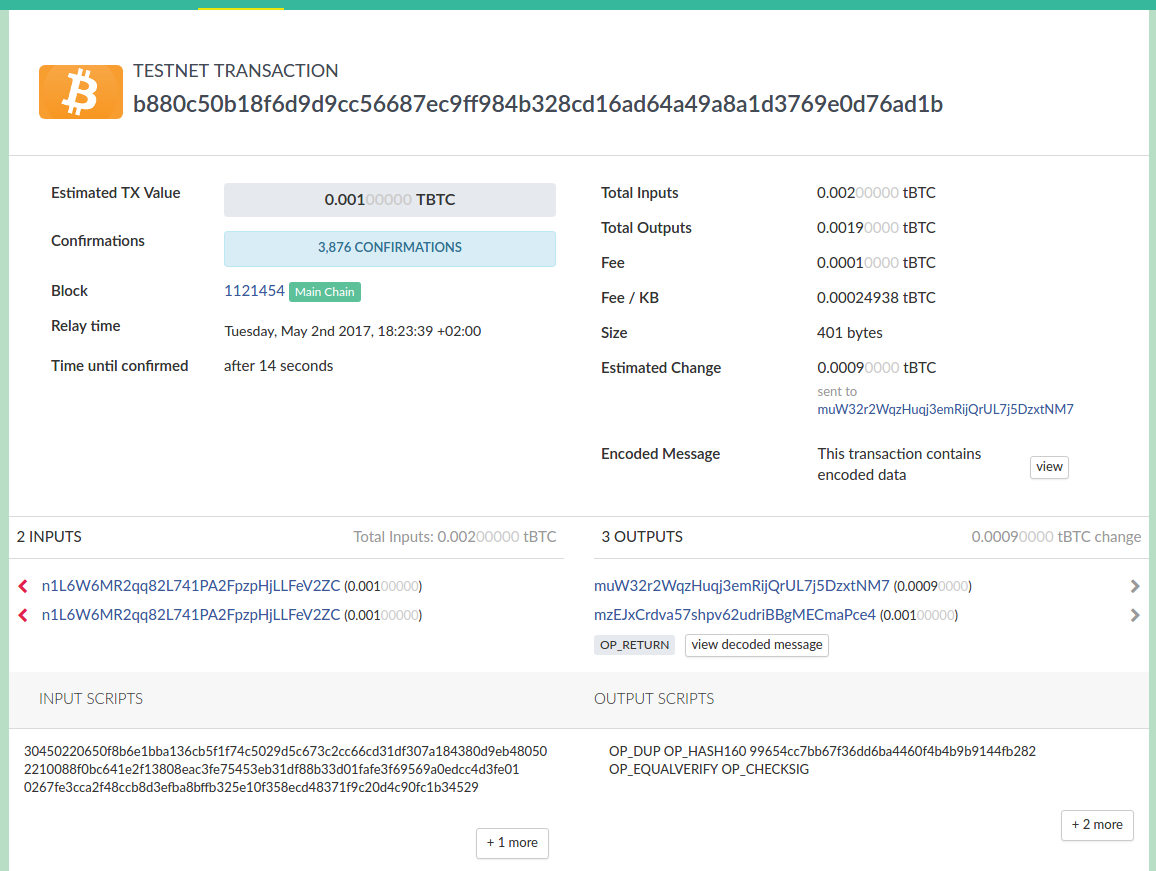 TESTNET TRANSACTION
b880c50b18f6d9d9cc56687ec9ff984b328cd16ad64a49a8a1d3769e0d76ad1b
Estimated TX Value
0.00100000 TBTC
Confirmations
3,876 CONFIRMATIONS
Block
1121454 Main Chain
Relay time
Tuesday, May 2nd 2017, 18:23:39 +02:00
Time until confirmed
after 14 seconds
Total Inputs
0.00200000 tBTC
Total Outputs
0.00190000 tBTC
Fee
0.00010000 tBTC
Fee / KB
0.00024938 tBTC
Size
401 bytes
Estimated Change
0.00090000 tBTC
sent to
muW32r2WqzHuqj3emRijQrUL7j5DzxtNM7
Encoded Message
This transaction contains
encoded data
view
2 INPUTS
Total Inputs: 0.00200000 tBTC
n1L6W6MR2qq82L741PA2FpzpHjLLFeV2ZC (0.00100000)
n1L6W6MR2qq82L741PA2FpzpHjLLFeV2ZC (0.00100000)
3 OUTPUTS
0.00090000 tBTC change
muW32r2WqzHuqj3emRijQrUL7j5DzxtNM7 (0.00090000)
mzEJxCrdva57shpv62udriBBgMECmaPce4 (0.00100000)
OP_RETURN view decoded message
INPUT SCRIPTS
30450220650f8b6e1bba136cb5f1f74c5029d5c673c2cc66cd31df307a184380d9eb48050
2210088f0bc641e2f13808eac3fe75453eb31df88b33d01fafe3f69569a0edcc4d3fe01
0267fe3cca2f48ccb8d3efba8bffb325e10f358ecd48371f9c20d4c90fc1b34529
+ 1 more
OUTPUT SCRIPTS
OP_DUP OP_HASH160 99654cc7bb67f36dd6ba4460f4b4b9b9144fb282
OP_EQUALVERIFY OP_CHECKSIG
+ 2 more